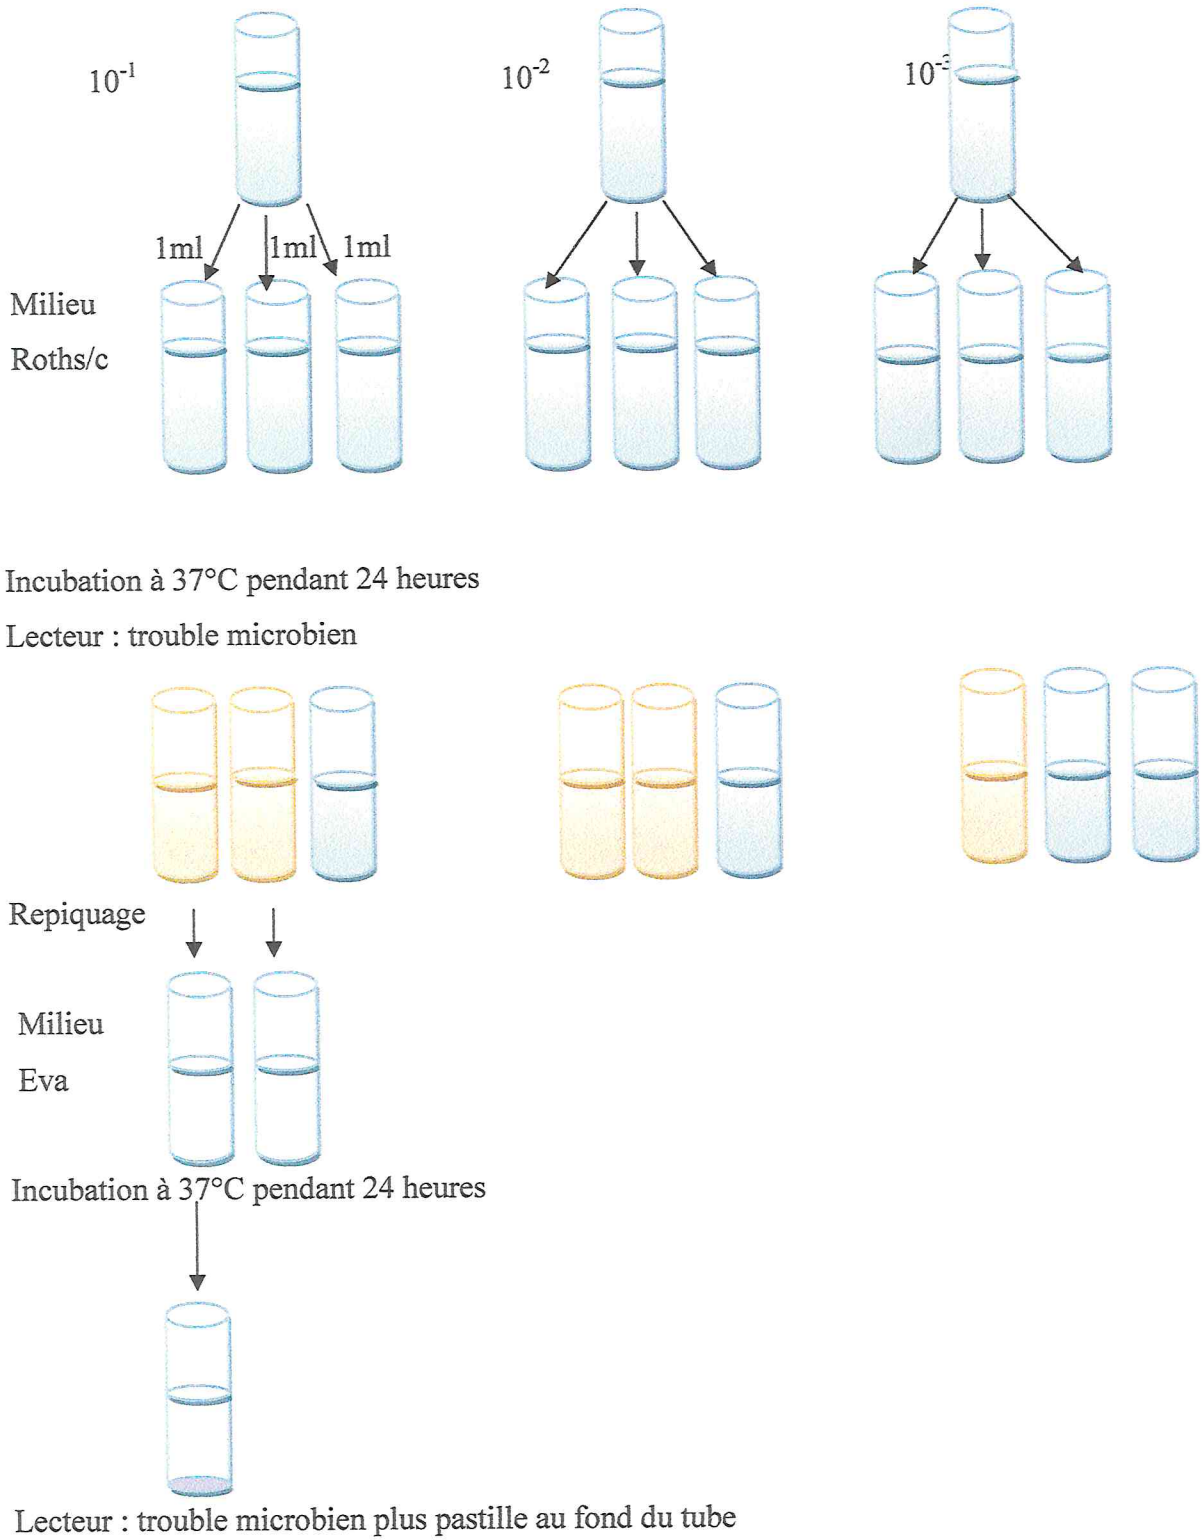 10⁻¹
10⁻²
10⁻³
1ml 1ml 1ml
Milieu
Roths/c
Incubation à 37°C pendant 24 heures
Lecteur : trouble microbien
Repiquage
Milieu
Eva
Incubation à 37°C pendant 24 heures
Lecteur : trouble microbien plus pastille au fond du tube